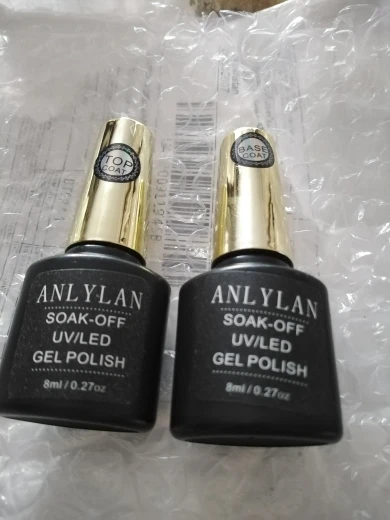 TOP
COAT
ANLYLAN
SOAK-OFF
UV/LED
GEL POLISH
8ml / 0.27oz
BASE
COAT
ANLYLAN
SOAK-OFF
UV/LED
GEL POLISH
8ml / 0.27oz